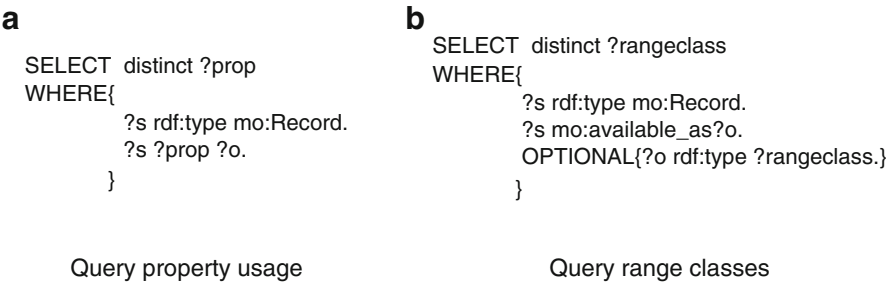 a
SELECT distinct ?prop
WHERE{
?s rdf:type mo:Record.
?s ?prop ?o.
}
Query property usage
b
SELECT distinct ?rangeclass
WHERE{
?s rdf:type mo:Record.
?s mo:available_as?o.
OPTIONAL{?o rdf:type ?rangeclass.}
}
Query range classes